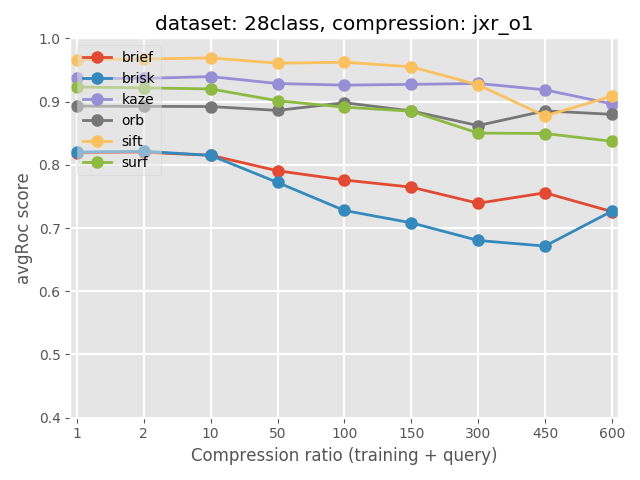 dataset: 28class, compression: jxr_o1
avgRoc score
1.0
0.9
0.8
0.7
0.6
0.5
0.4
brief
brisk
kaze
orb
sift
surf
1 2 10 50 100 150 300 450 600
Compression ratio (training + query)